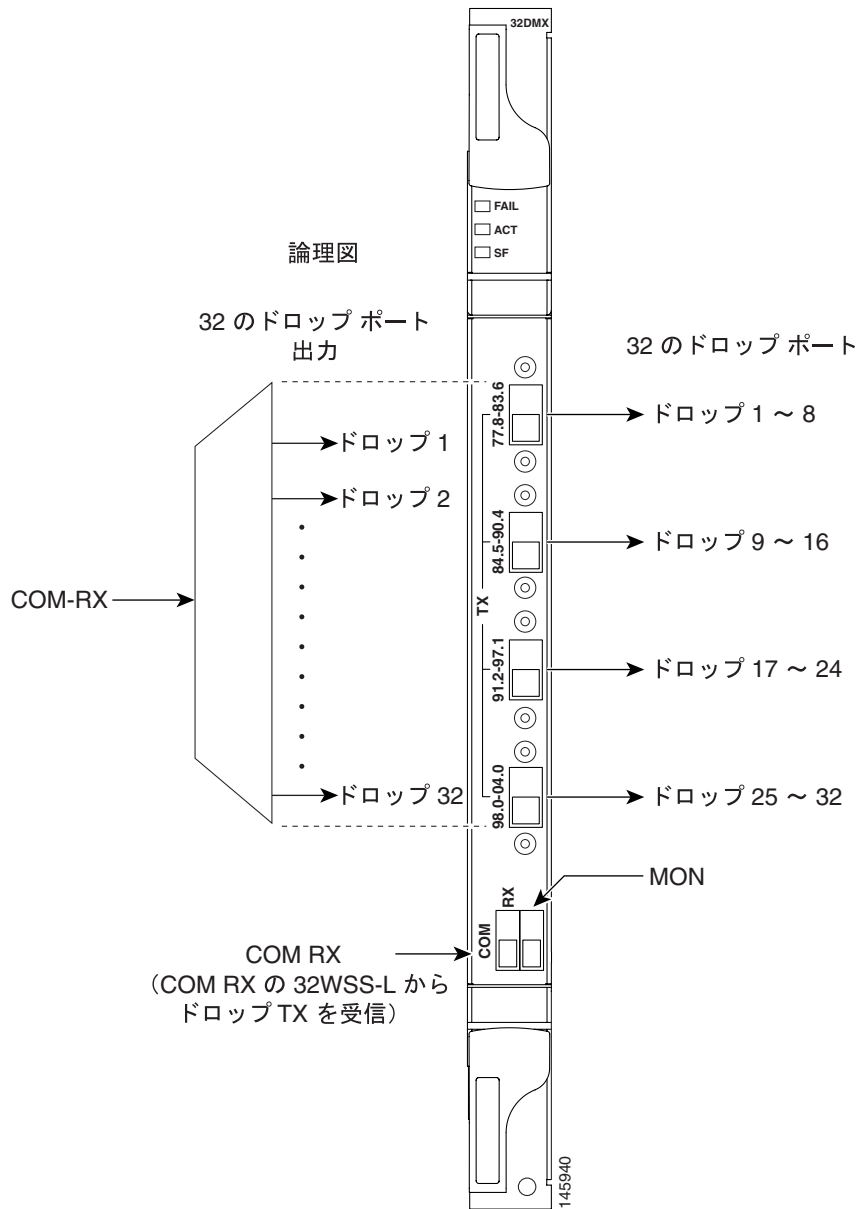 32DMX
FAIL
ACT
SF
論理図
32 のドロップ ポート
出力
32 のドロップ ポート
77.8-83.6
ドロップ 1 ～ 8
ドロップ 1
ドロップ 2
84.5-90.4
ドロップ 9 ～ 16
COM-RX
TX
91.2-97.1
ドロップ 17 ～ 24
98.0-04.0
ドロップ 32
ドロップ 25 ～ 32
MON
RX
COM
COM RX
（COM RX の 32WSS-L から
ドロップ TX を受信）
145940